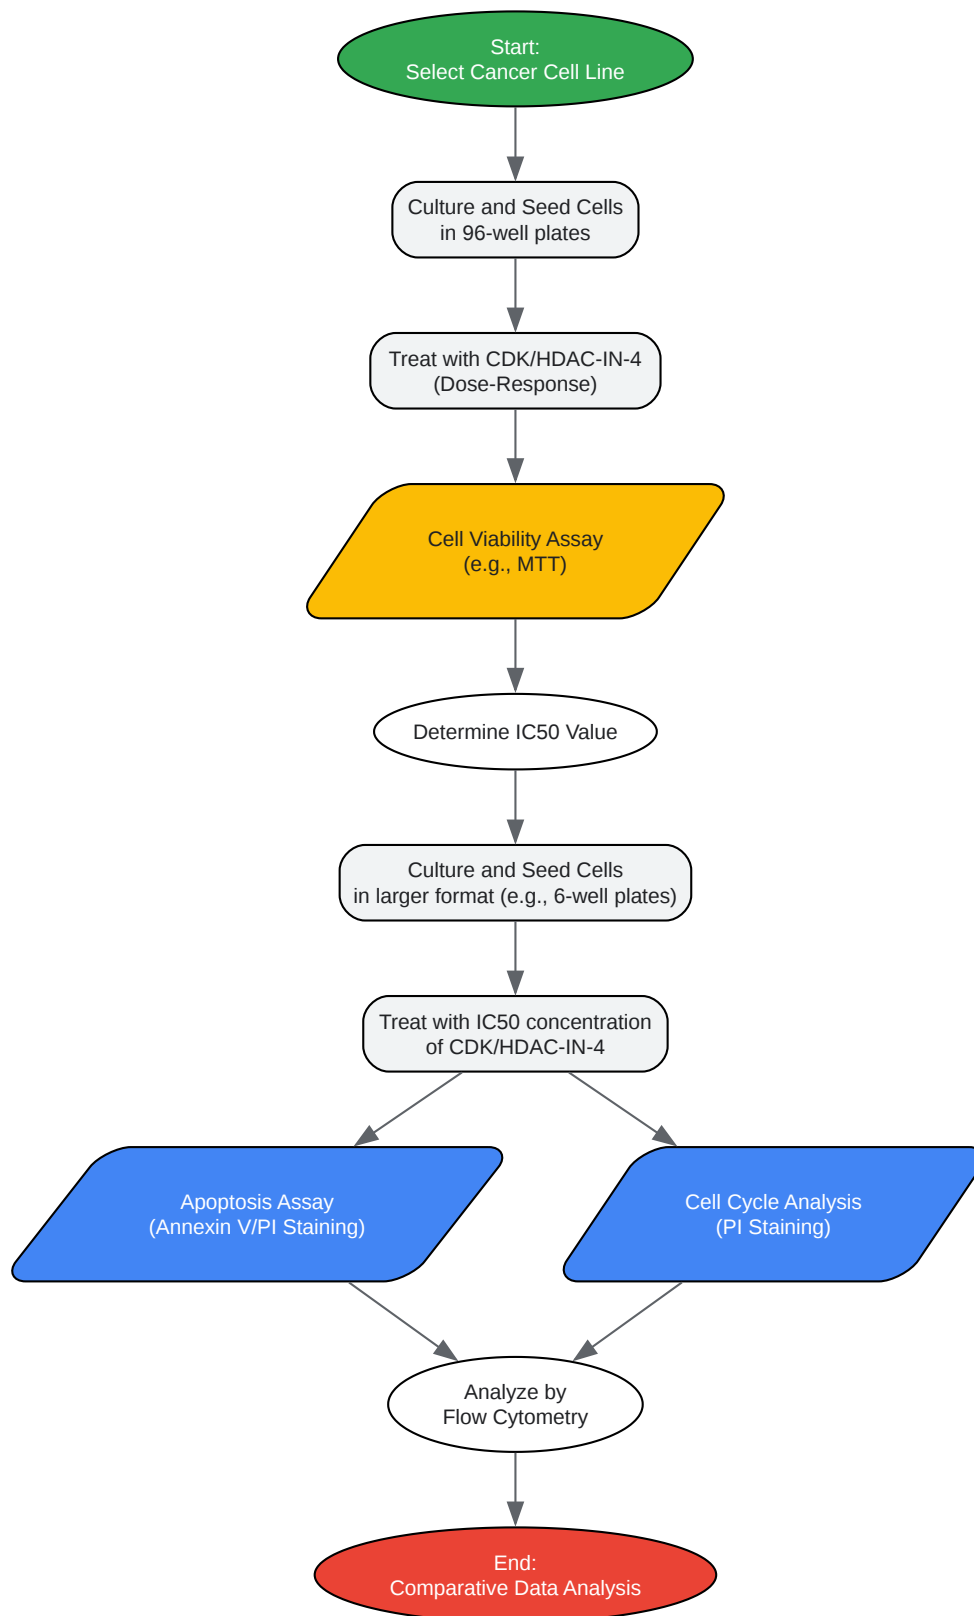 Start:
Select Cancer Cell Line
Culture and Seed Cells
in 96-well plates
Treat with CDK/HDAC-IN-4
(Dose-Response)
Cell Viability Assay
(e.g., MTT)
Determine IC50 Value
Culture and Seed Cells
in larger format (e.g., 6-well plates)
Treat with IC50 concentration
of CDK/HDAC-IN-4
Apoptosis Assay
(Annexin V/PI Staining)
Cell Cycle Analysis
(PI Staining)
Analyze by
Flow Cytometry
End:
Comparative Data Analysis